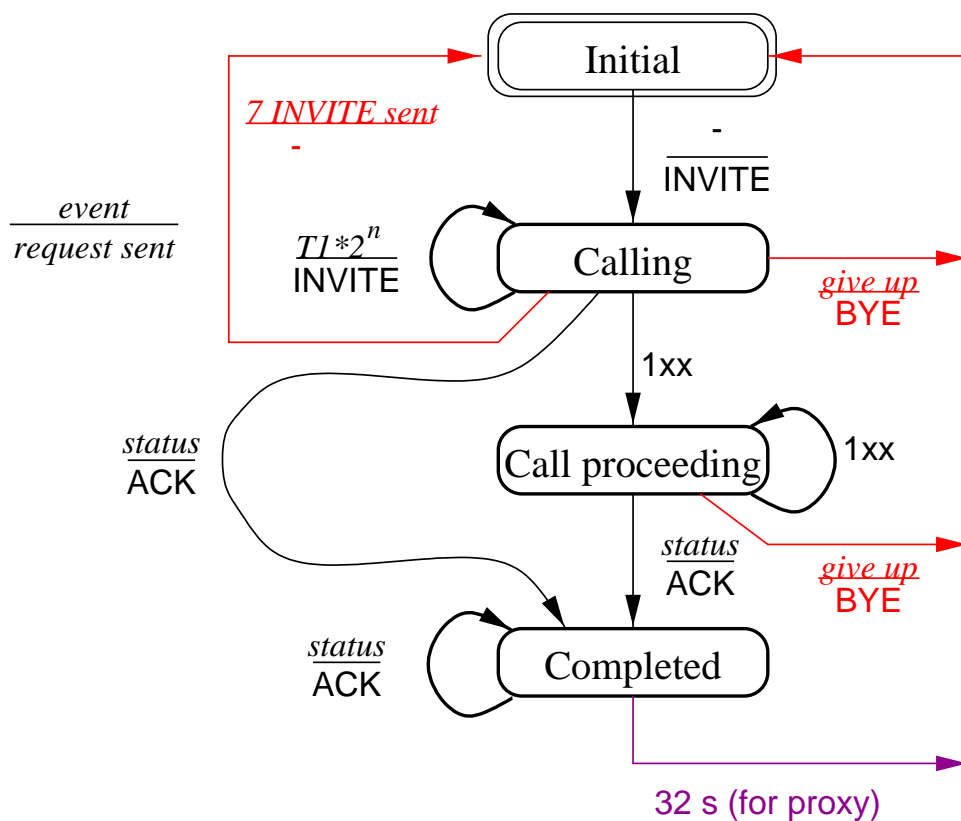 Initial
7 INVITE sent
-
-
INVITE
event
request sent
T1*2^n
INVITE
Calling
give up
BYE
1xx
status
ACK
Call proceeding
1xx
status
ACK
give up
BYE
status
ACK
Completed
32 s (for proxy)